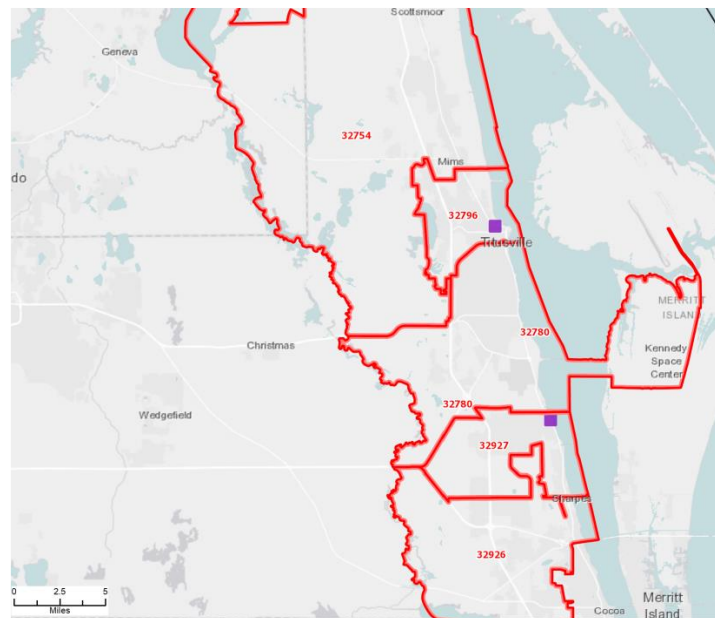 Scottsmoor
Geneva
32754
Mims
do
32796
Titusville
MERRITT
ISLAND
32780
Christmas
Kennedy
Space
Center
32780
Wedgefield
32927
Sharpes
32926
0 2.5 5
Miles
Merritt
Island
Cocoa